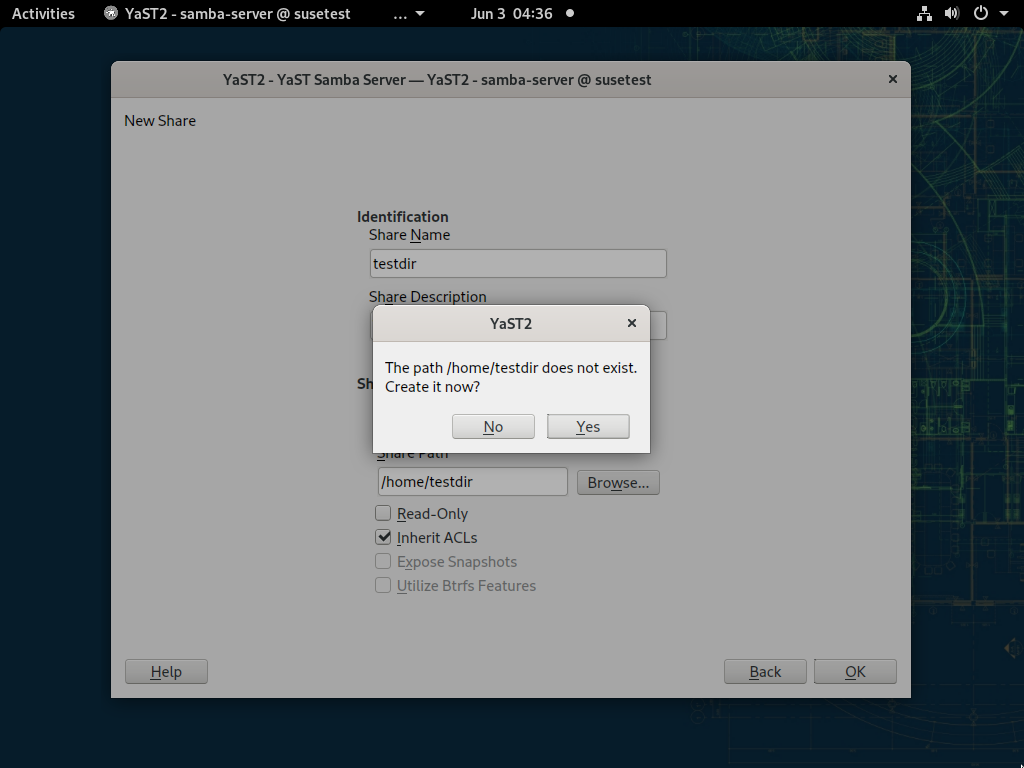 Activities YaST2 - samba-server @ susetest ... Jun 3 04:36
YaST2 - YaST Samba Server — YaST2 - samba-server @ susetest ×
New Share
Identification
Share Name
testdir
Share Description
YaST2 ×
The path /home/testdir does not exist.
Create it now?
No Yes
Share Path
/home/testdir Browse...
Read-Only
Inherit ACLs
Expose Snapshots
Utilize Btrfs Features
Help Back OK